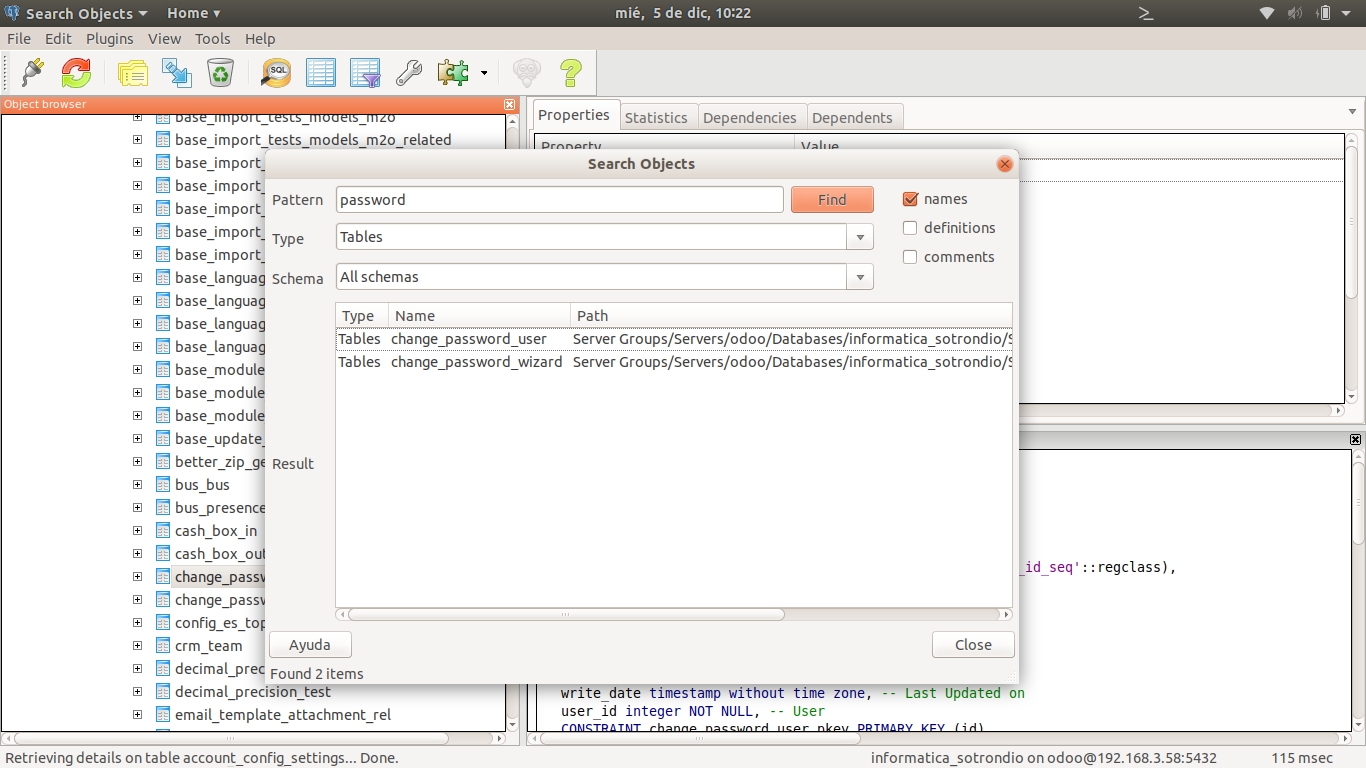 Search Objects ▾ Home ▾ mié, 5 de dic, 10:22
File Edit Plugins View Tools Help
SQL
Object browser
base_import_tests_models_m2o
base_import_tests_models_m2o_related
base_import_
base_import_
base_import_
base_import_
base_import_
base_languag
base_languag
base_languag
base_languag
base_module
base_module
base_module
base_update_
better_zip_ge
bus_bus
bus_presence
cash_box_in
cash_box_out
change_passw
change_passw
config_es_top
crm_team
decimal_prec
decimal_precision_test
email_template_attachment_rel
Properties Statistics Dependencies Dependents
Property Value
Search Objects
Pattern password Find
names
Type Tables
definitions
Schema All schemas
comments
Type Name Path
Tables change_password_user Server Groups/Servers/odoo/Databases/informatica_sotrondio/S
Tables change_password_wizard Server Groups/Servers/odoo/Databases/informatica_sotrondio/S
Result
Ayuda Close
Found 2 items
_id_seq'::regclass),
write_date timestamp without time zone, -- Last Updated on
user_id integer NOT NULL, -- User
CONSTRAINT change_password_user_pkey PRIMARY KEY (id)
Retrieving details on table account_config_settings... Done. informatica_sotrondio on odoo@192.168.3.58:5432 115 msec